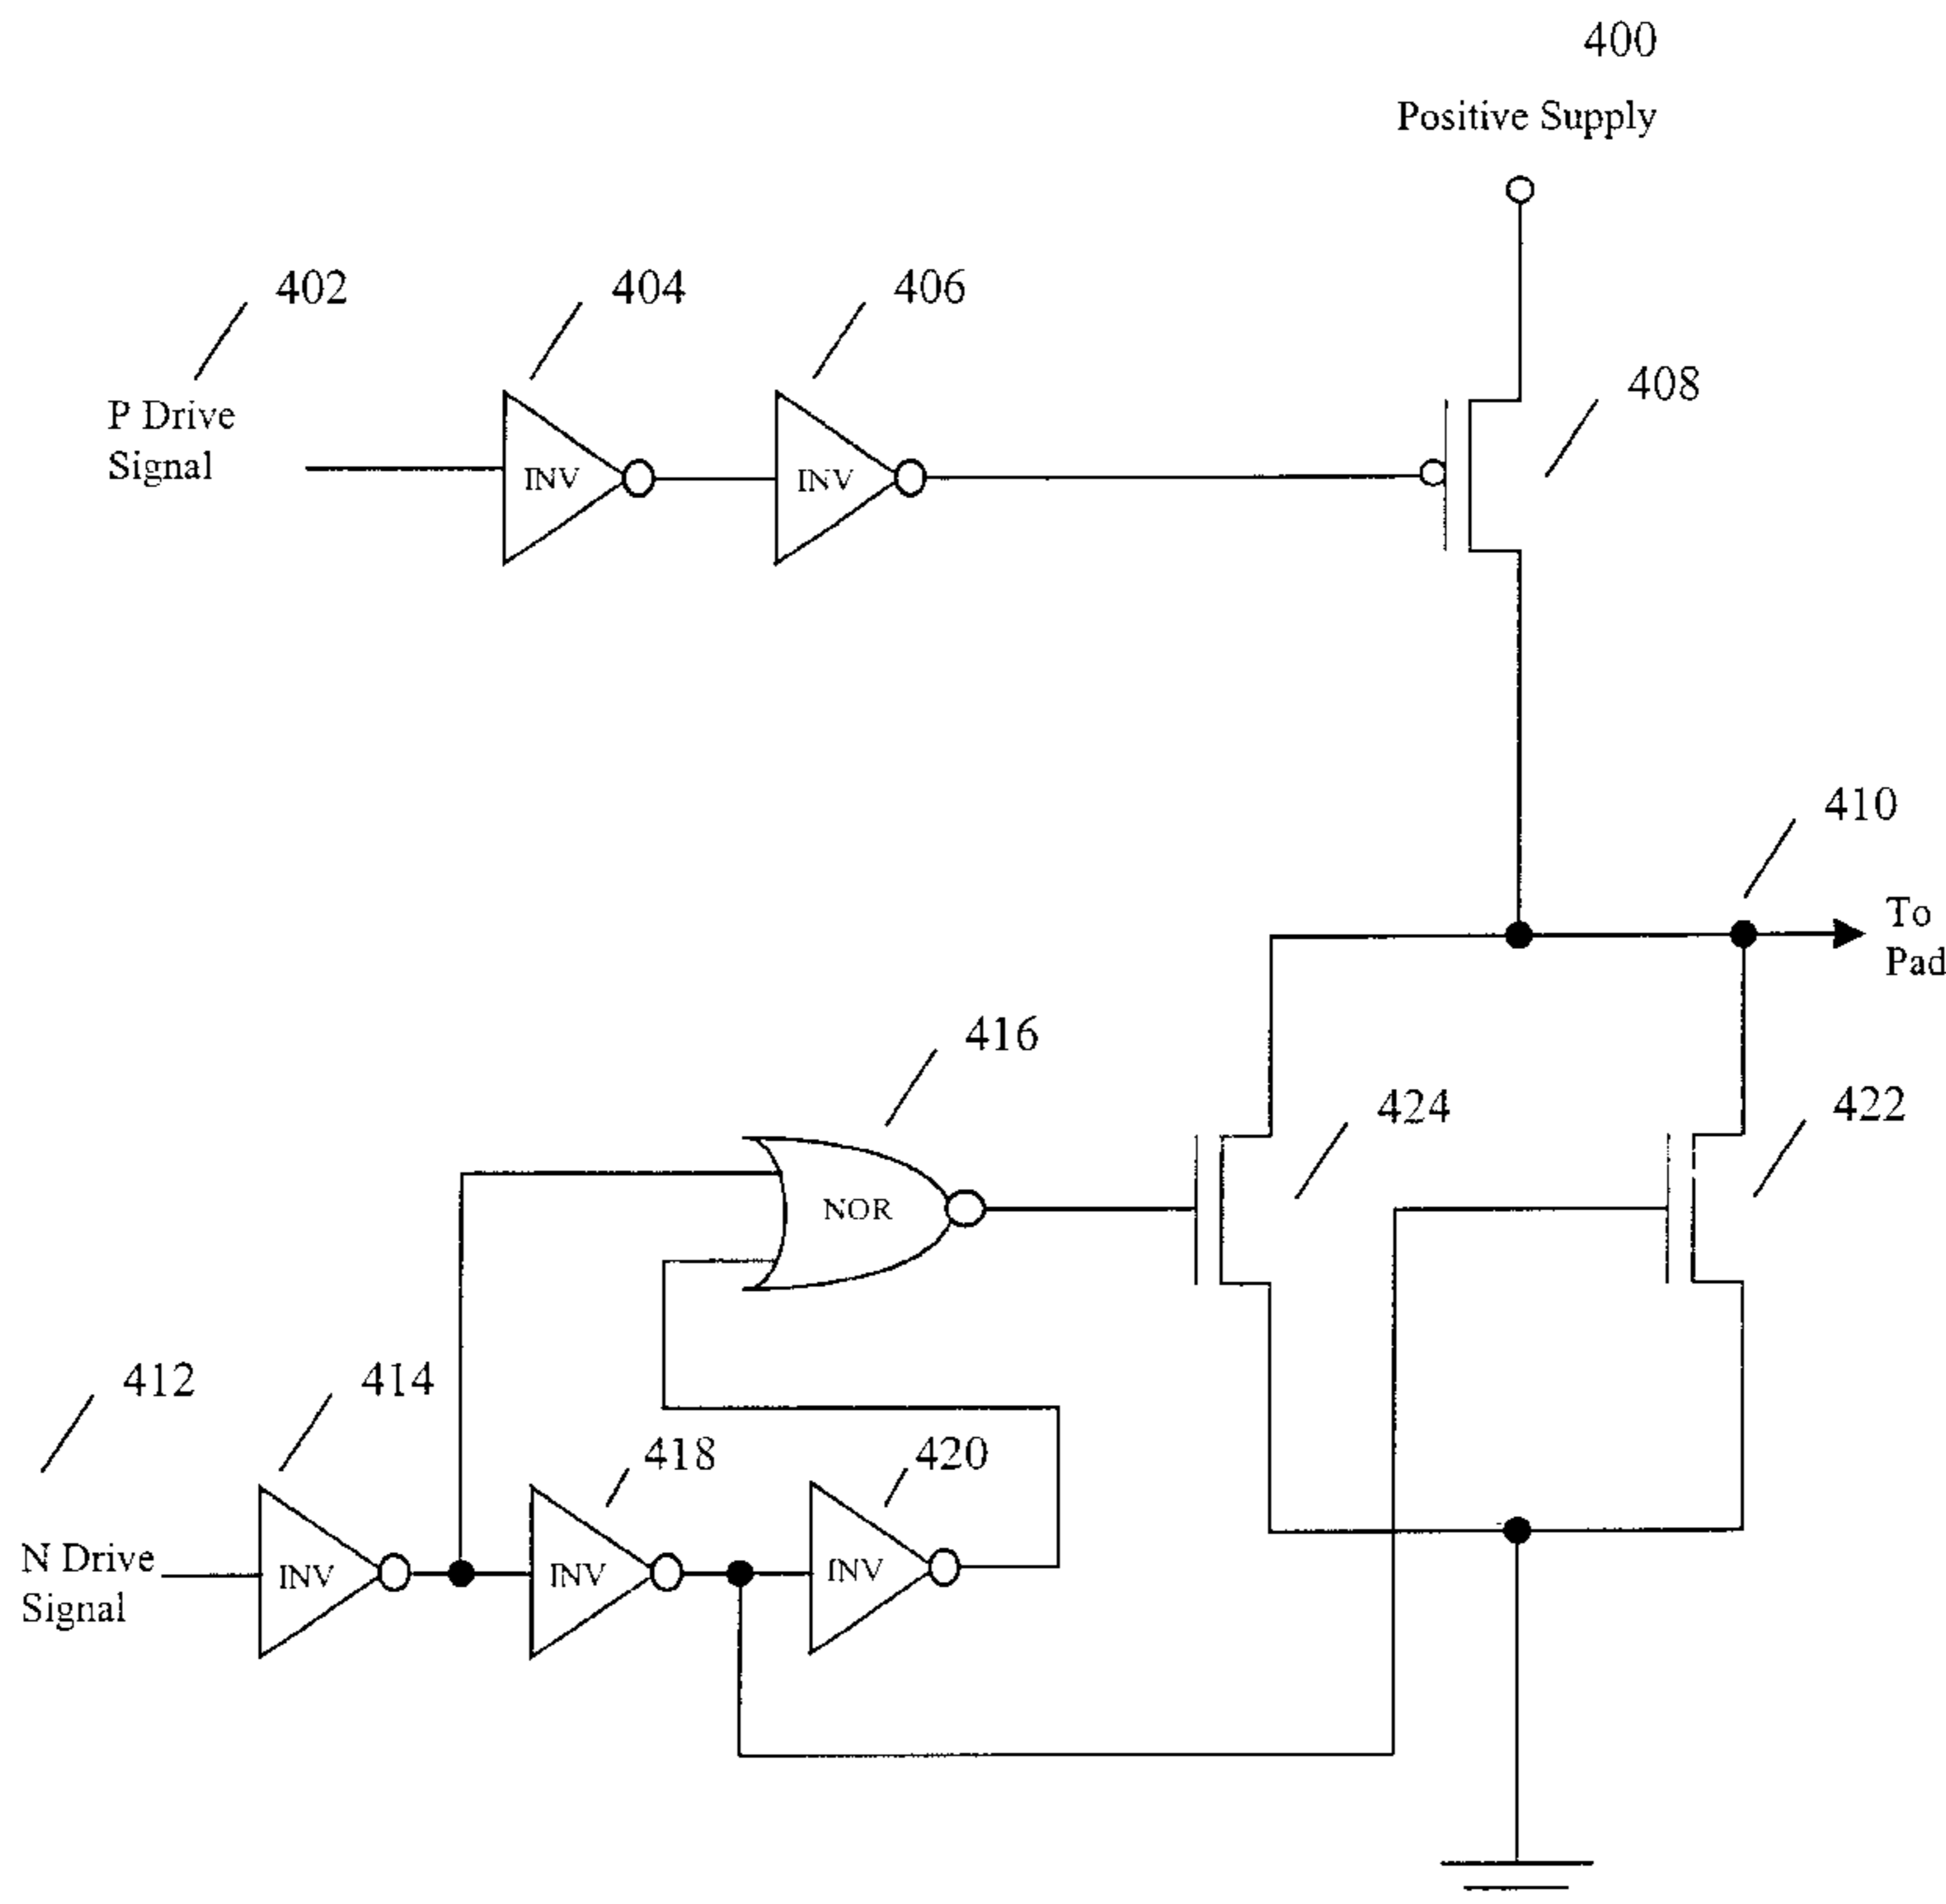 400
Positive Supply
402
404
406
P Drive
Signal
INV
INV
408
410
To
Pad
416
NOR
424
422
412
414
418
420
N Drive
Signal
INV
INV
INV